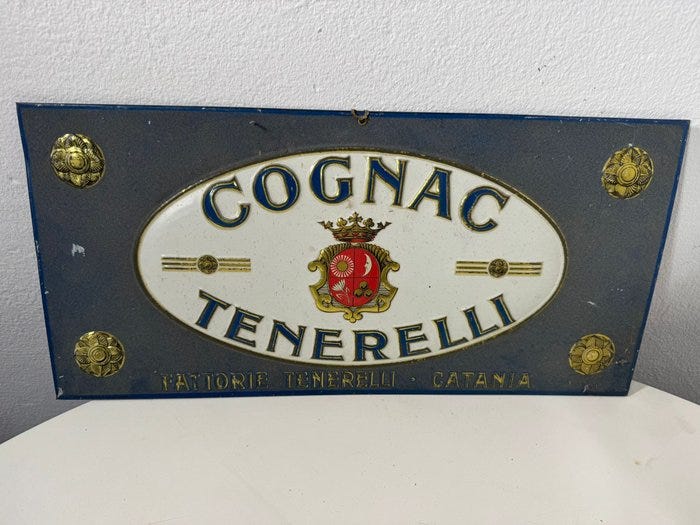 COGNAC
TENERELLI
FATTORIE TENERELLI · CATANIA